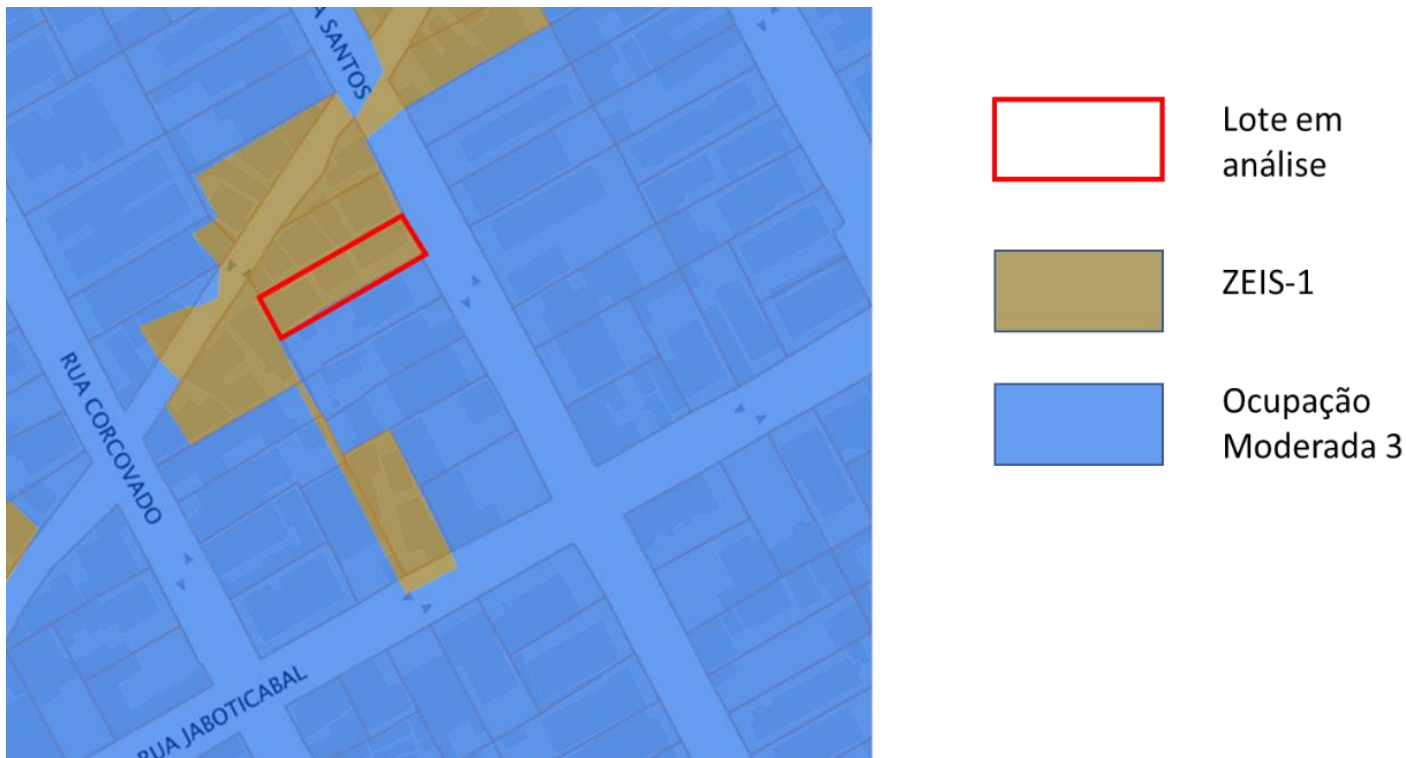 A SANTOS
RUA CORCOVADO
RUA JABOTICABAL
Lote em
análise
ZEIS-1
Ocupação
Moderada 3